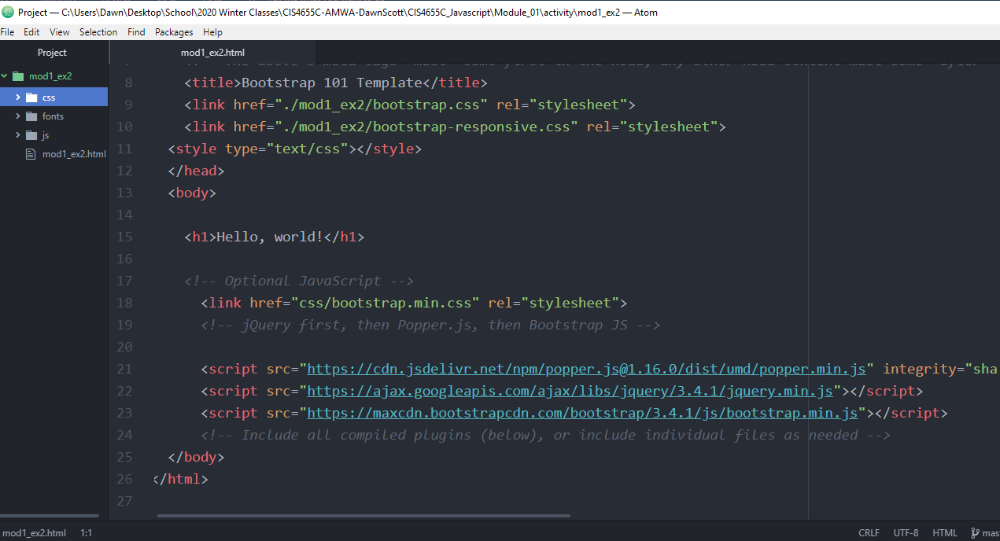 Project — C:\Users\Dawn\Desktop\School\2020 Winter Classes\CIS4655C-AMWA-DawnScott\CIS4655C_Javascript\Module_01\activity\mod1_ex2 — Atom
File Edit View Selection Find Packages Help
Project
mod1_ex2
css
fonts
js
mod1_ex2.html
mod1_ex2.html
8 <title>Bootstrap 101 Template</title>
9 <link href="./mod1_ex2/bootstrap.css" rel="stylesheet">
10 <link href="./mod1_ex2/bootstrap-responsive.css" rel="stylesheet">
11 <style type="text/css"></style>
12 </head>
13 <body>
14
15 <h1>Hello, world!</h1>
16
17 <!-- Optional JavaScript -->
18 <link href="css/bootstrap.min.css" rel="stylesheet">
19 <!-- jQuery first, then Popper.js, then Bootstrap JS -->
20
21 <script src="https://cdn.jsdelivr.net/npm/popper.js@1.16.0/dist/umd/popper.min.js" integrity="sha
22 <script src="https://ajax.googleapis.com/ajax/libs/jquery/3.4.1/jquery.min.js"></script>
23 <script src="https://maxcdn.bootstrapcdn.com/bootstrap/3.4.1/js/bootstrap.min.js"></script>
24 <!-- Include all compiled plugins (below), or include individual files as needed -->
25 </body>
26 </html>
27
mod1_ex2.html 1:1 CRLF UTF-8 HTML mas